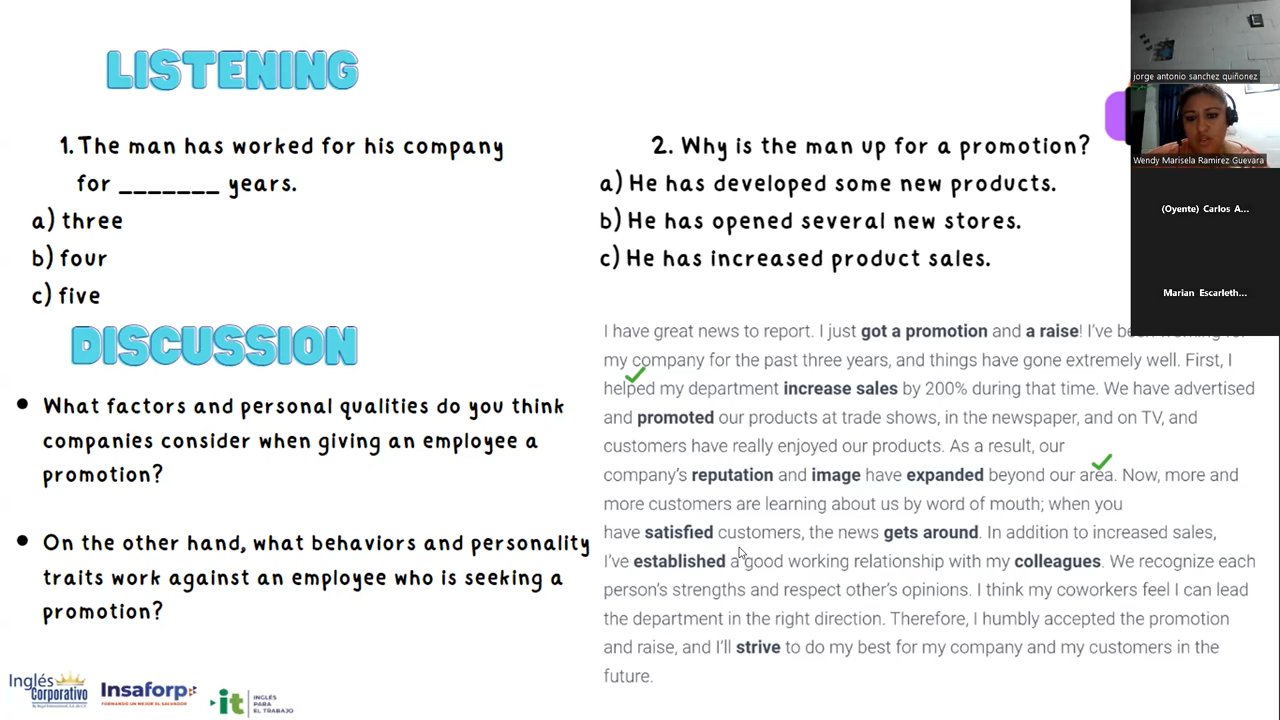 LISTENING
1. The man has worked for his company
for _______ years.
a) three
b) four
c) five
2. Why is the man up for a promotion?
a) He has developed some new products.
b) He has opened several new stores.
c) He has increased product sales.
DISCUSSION
What factors and personal qualities do you think
companies consider when giving an employee a
promotion?
On the other hand, what behaviors and personality
traits work against an employee who is seeking a
promotion?
I have great news to report. I just got a promotion and a raise! I've
my company for the past three years, and things have gone extremely well. First, I
helped my department increase sales by 200% during that time. We have advertised
and promoted our products at trade shows, in the newspaper, and on TV, and
customers have really enjoyed our products. As a result, our
company's reputation and image have expanded beyond our area. Now, more and
more customers are learning about us by word of mouth; when you
have satisfied customers, the news gets around. In addition to increased sales,
I've established a good working relationship with my colleagues. We recognize each
person's strengths and respect other's opinions. I think my coworkers feel I can lead
the department in the right direction. Therefore, I humbly accepted the promotion
and raise, and I'll strive to do my best for my company and my customers in the
future.
jorge antonio sanchez quiñonez
Wendy Marisela Ramirez Guevara
(Oyente) Carlos A...
Marian Escarleth...
Inglés
Corporativo
Insaforp
FORMANDO UN MEJOR EL SALVADOR
it
INGLÉS
PARA
EL TRABAJO